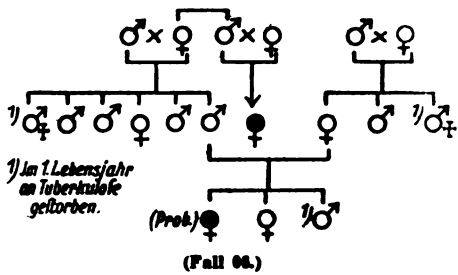 1)
1)
1) Im 1. Lebensjahr
an Tuberkulose
gestorben.
(Prob.)
1)
(Fall 66.)